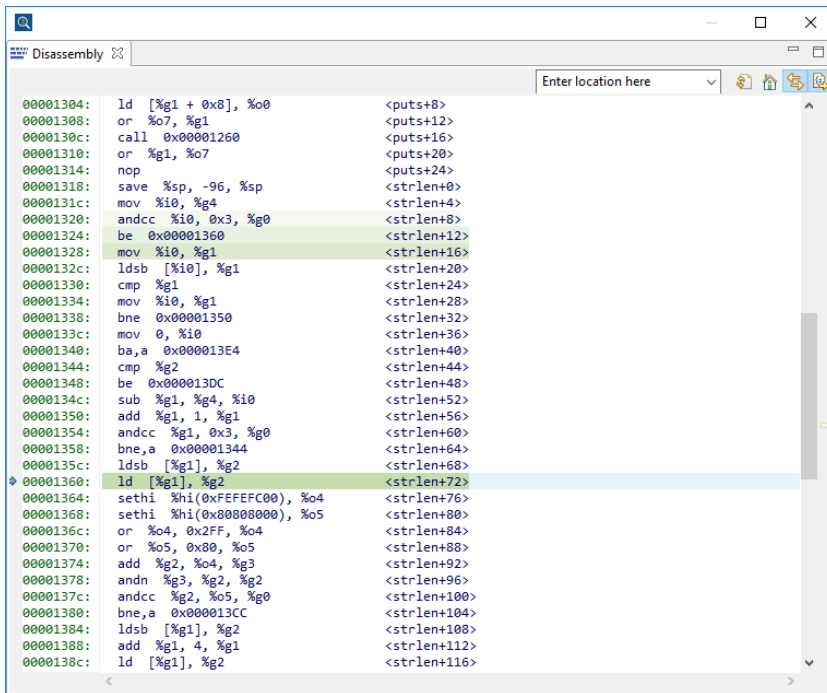 Disassembly
Enter location here
00001304: ld [%g1 + 0x8], %o0 <puts+8>
00001308: or %o7, %g1 <puts+12>
0000130c: call 0x00001260 <puts+16>
00001310: or %g1, %o7 <puts+20>
00001314: nop <puts+24>
00001318: save %sp, -96, %sp <strlen+0>
0000131c: mov %i0, %g4 <strlen+4>
00001320: andcc %i0, 0x3, %g0 <strlen+8>
00001324: be 0x00001360 <strlen+12>
00001328: mov %i0, %g1 <strlen+16>
0000132c: ldsb [%i0], %g1 <strlen+20>
00001330: cmp %g1 <strlen+24>
00001334: mov %i0, %g1 <strlen+28>
00001338: bne 0x00001350 <strlen+32>
0000133c: mov 0, %i0 <strlen+36>
00001340: ba,a 0x000013E4 <strlen+40>
00001344: cmp %g2 <strlen+44>
00001348: be 0x000013DC <strlen+48>
0000134c: sub %g1, %g4, %i0 <strlen+52>
00001350: add %g1, 1, %g1 <strlen+56>
00001354: andcc %g1, 0x3, %g0 <strlen+60>
00001358: bne,a 0x00001344 <strlen+64>
0000135c: ldsb [%g1], %g2 <strlen+68>
00001360: ld [%g1], %g2 <strlen+72>
00001364: sethi %hi(0xFEFEFC00), %o4 <strlen+76>
00001368: sethi %hi(0x80808000), %o5 <strlen+80>
0000136c: or %o4, 0x2FF, %o4 <strlen+84>
00001370: or %o5, 0x80, %o5 <strlen+88>
00001374: add %g2, %o4, %g3 <strlen+92>
00001378: andn %g3, %g2, %g2 <strlen+96>
0000137c: andcc %g2, %o5, %g0 <strlen+100>
00001380: bne,a 0x000013CC <strlen+104>
00001384: ldsb [%g1], %g2 <strlen+108>
00001388: add %g1, 4, %g1 <strlen+112>
0000138c: ld [%g1], %g2 <strlen+116>